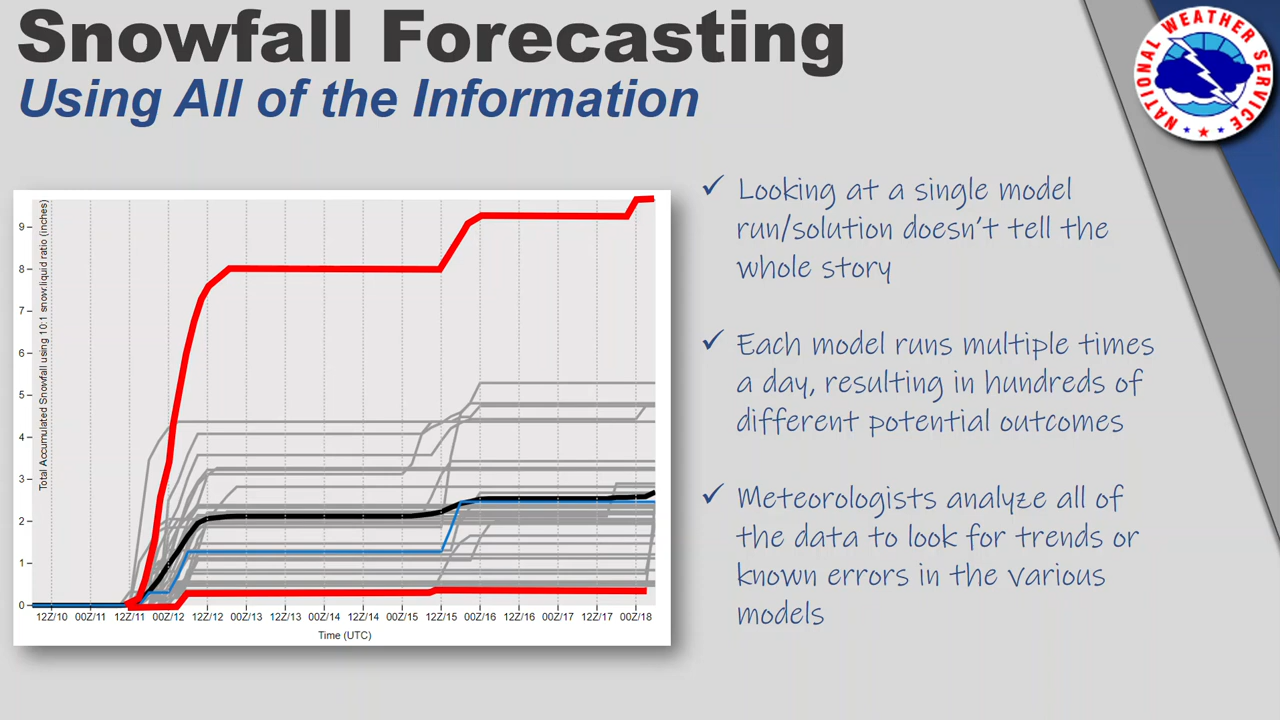 Snowfall Forecasting
Using All of the Information
NATIONAL WEATHER SERVICE
Total Accumulated Snowfall using 10:1 snow:liquid ratio (inches)
9
8
7
6
5
4
3
2
1
0
12Z/10 00Z/11 12Z/11 00Z/12 12Z/12 00Z/13 12Z/13 00Z/14 12Z/14 00Z/15 12Z/15 00Z/16 12Z/16 00Z/17 12Z/17 00Z/18
Time (UTC)
✓ Looking at a single model
run/solution doesn't tell the
whole story
✓ Each model runs multiple times
a day, resulting in hundreds of
different potential outcomes
✓ Meteorologists analyze all of
the data to look for trends or
known errors in the various
models